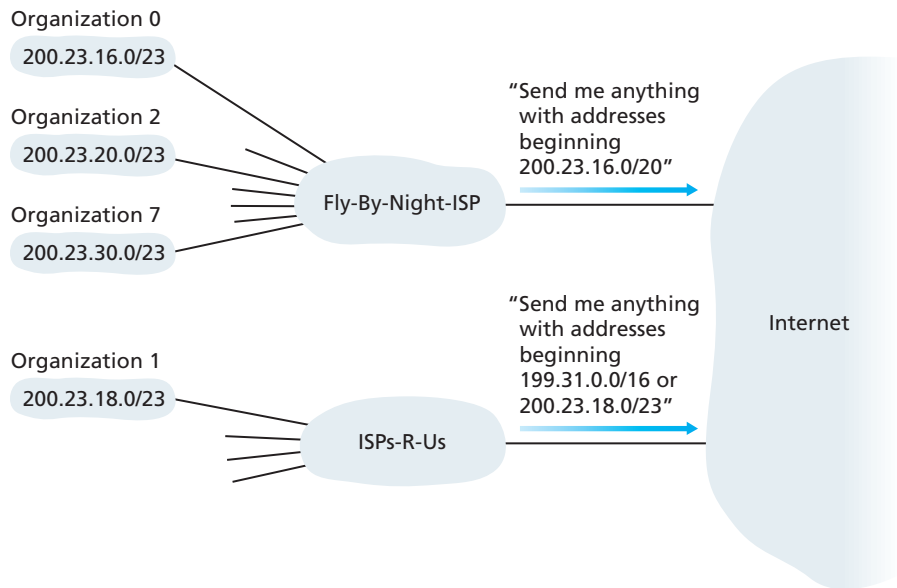 Organization 0
200.23.16.0/23
Organization 2
200.23.20.0/23
Organization 7
200.23.30.0/23
Fly-By-Night-ISP
“Send me anything
with addresses
beginning
200.23.16.0/20”
Organization 1
200.23.18.0/23
ISPs-R-Us
“Send me anything
with addresses
beginning
199.31.0.0/16 or
200.23.18.0/23”
Internet